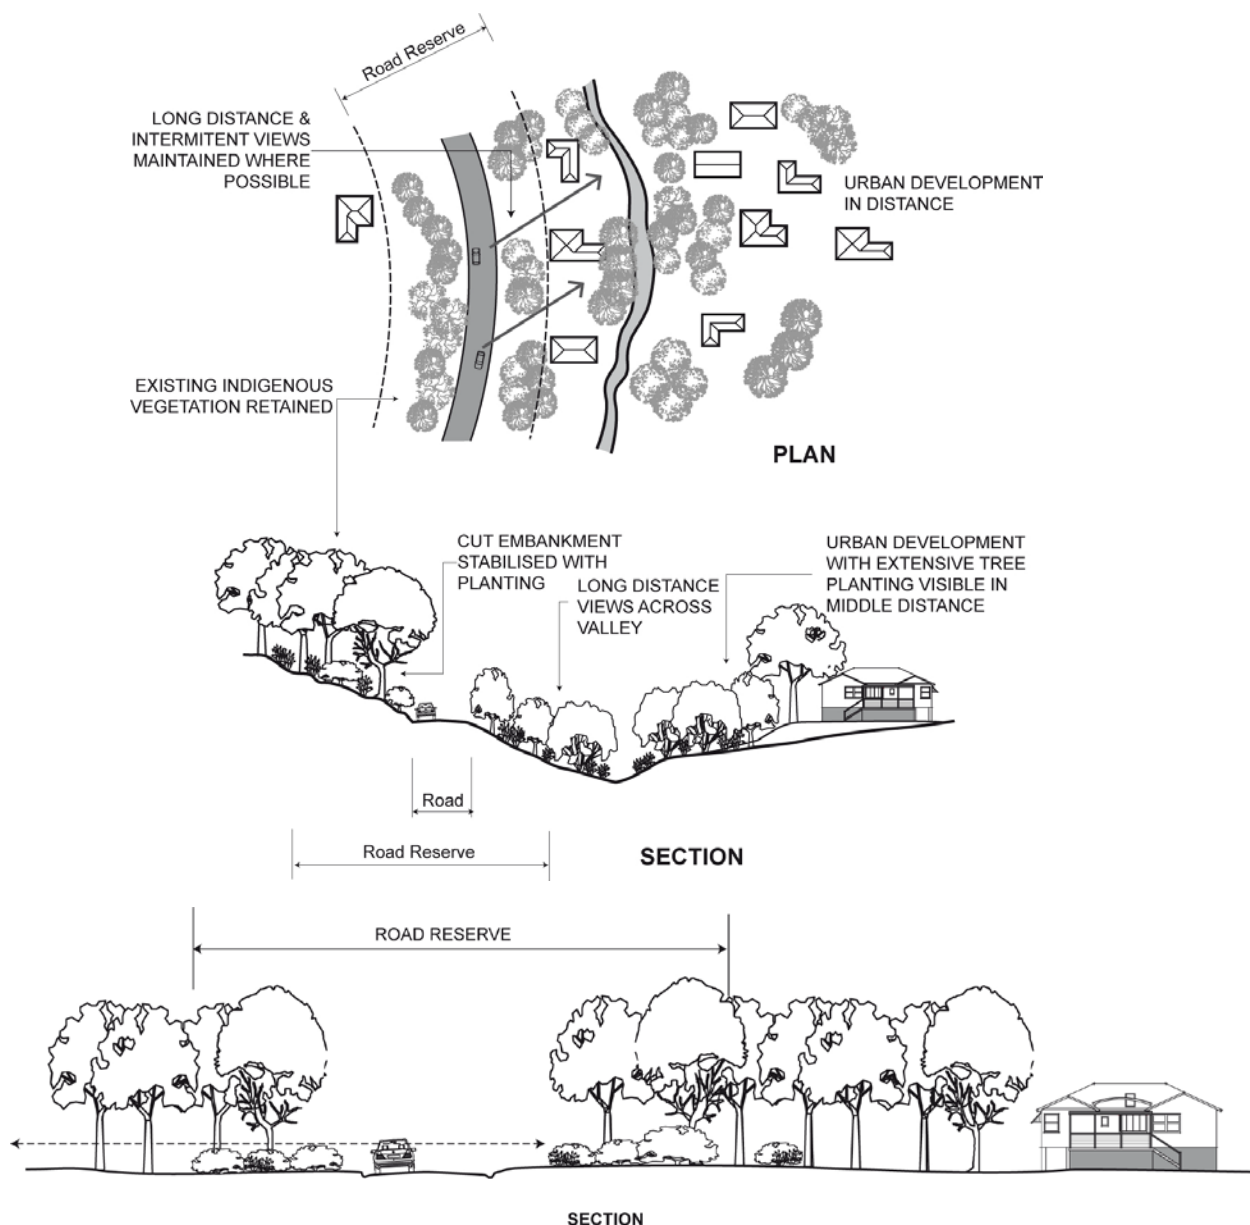 Road Reserve
LONG DISTANCE &
INTERMITENT VIEWS
MAINTAINED WHERE
POSSIBLE
URBAN DEVELOPMENT
IN DISTANCE
EXISTING INDIGENOUS
VEGETATION RETAINED
PLAN
CUT EMBANKMENT
STABILISED WITH
PLANTING
LONG DISTANCE
VIEWS ACROSS
VALLEY
URBAN DEVELOPMENT
WITH EXTENSIVE TREE
PLANTING VISIBLE IN
MIDDLE DISTANCE
Road
Road Reserve
SECTION
ROAD RESERVE
SECTION